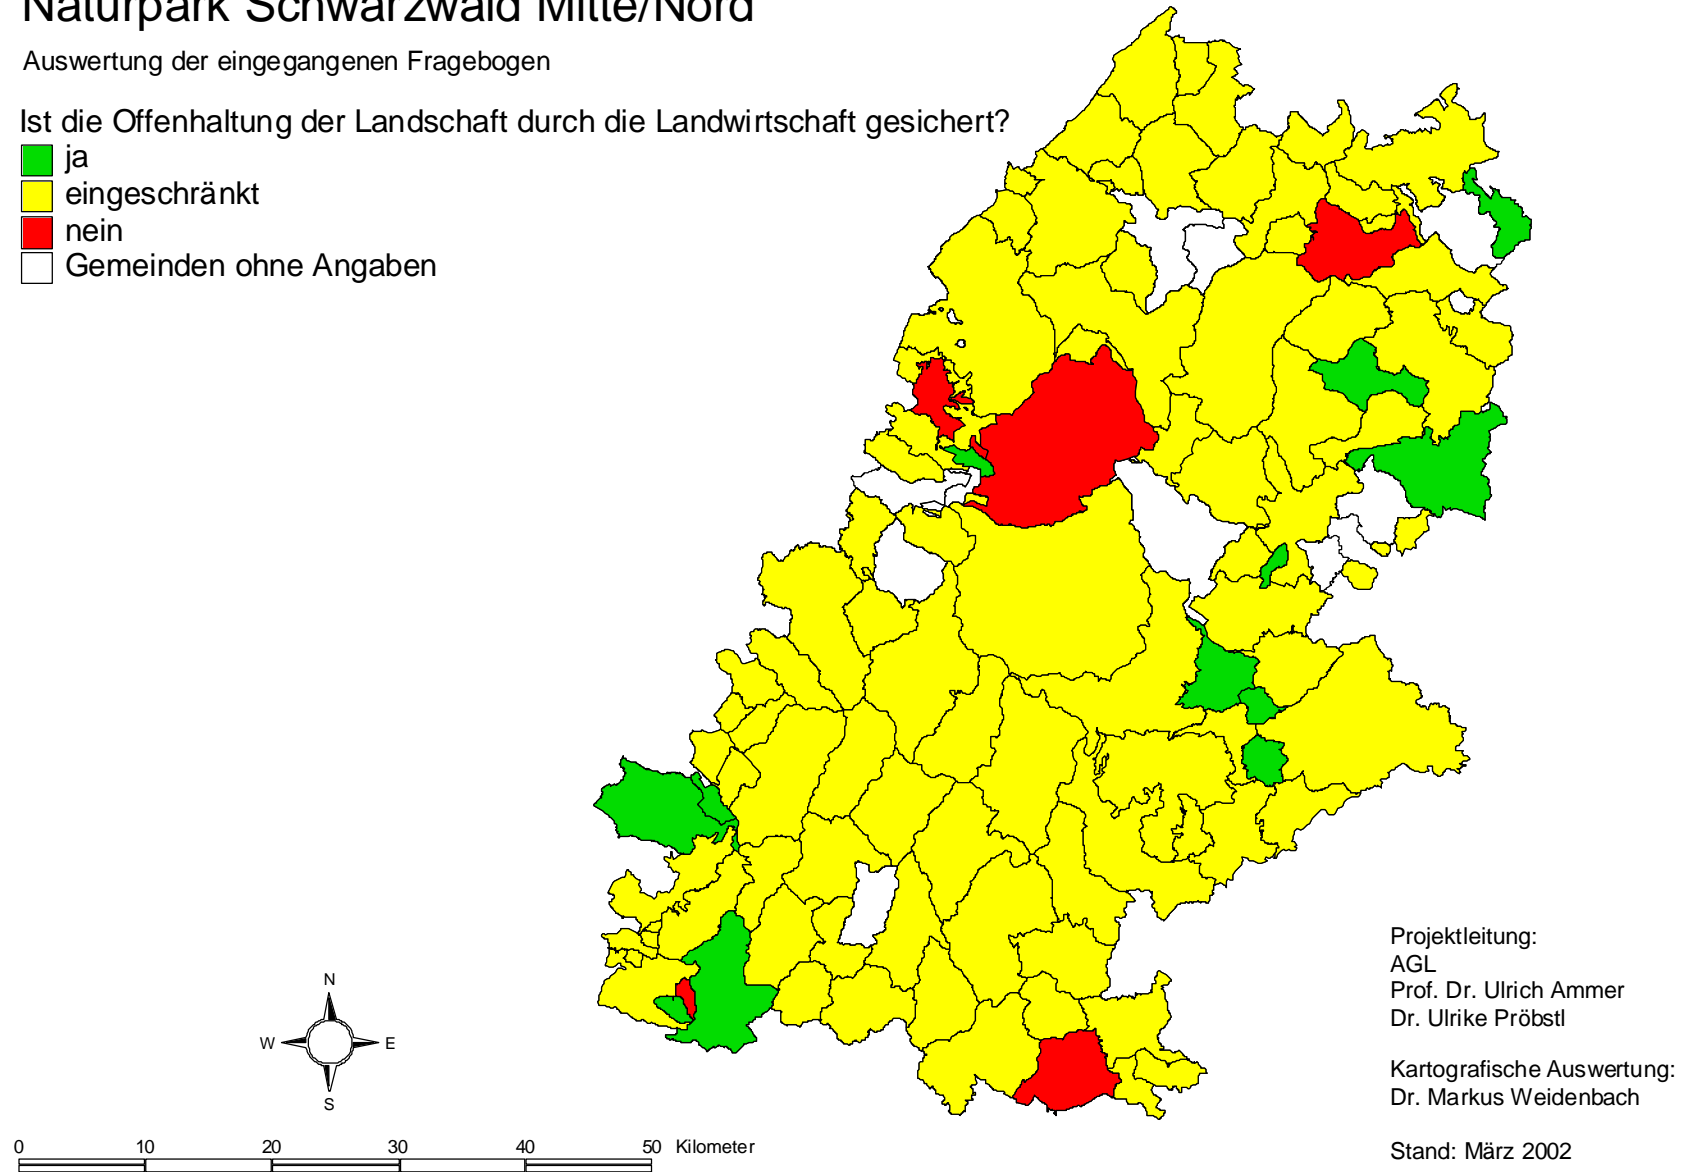 Naturpark Schwarzwald Mitte/Nord
Auswertung der eingegangenen Fragebogen
Ist die Offenhaltung der Landschaft durch die Landwirtschaft gesichert?
ja
eingeschränkt
nein
Gemeinden ohne Angaben
N
W E
S
0 10 20 30 40 50 Kilometer
Projektleitung:
AGL
Prof. Dr. Ulrich Ammer
Dr. Ulrike Pröbstl
Kartografische Auswertung:
Dr. Markus Weidenbach
Stand: März 2002